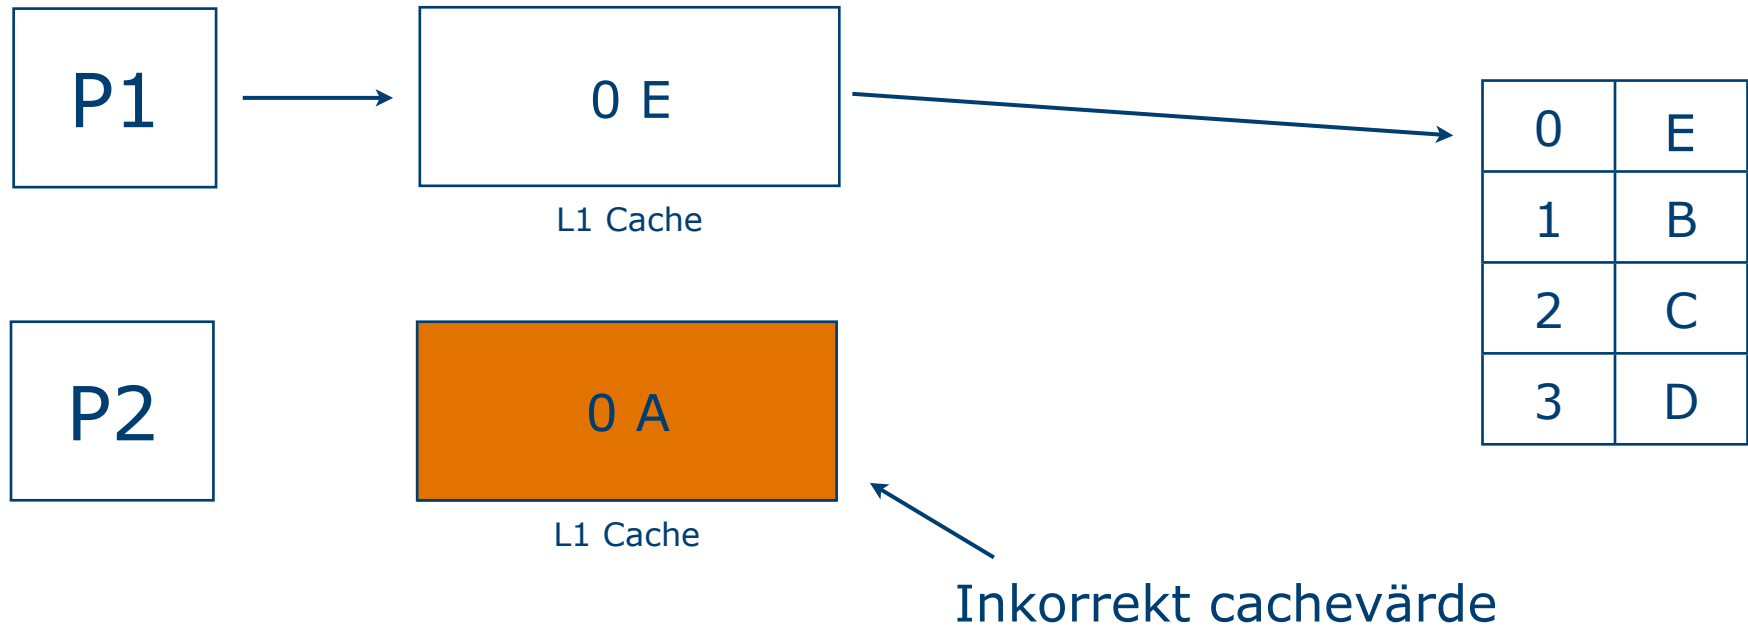 P1
0 E
L1 Cache
P2
0 A
L1 Cache
Inkorrekt cachevärde
0 E
1 B
2 C
3 D